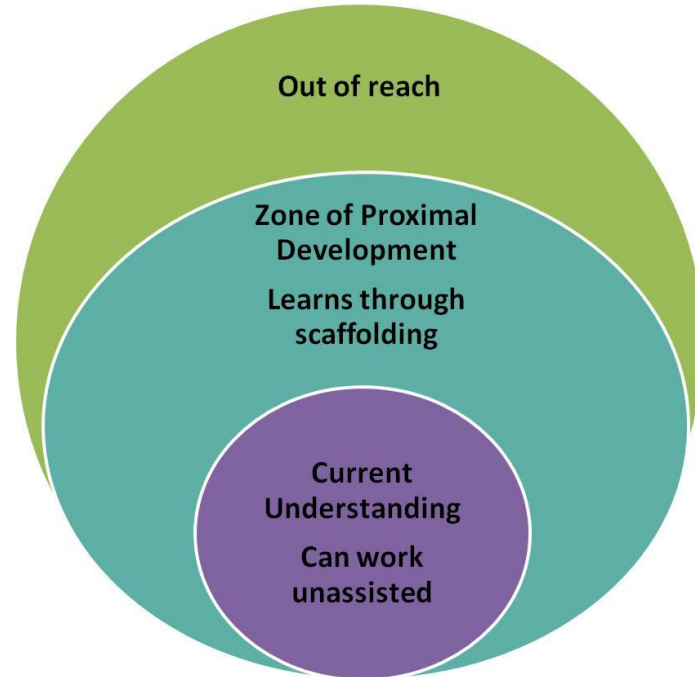 Out of reach
Zone of Proximal
Development
Learns through
scaffolding
Current
Understanding
Can work
unassisted